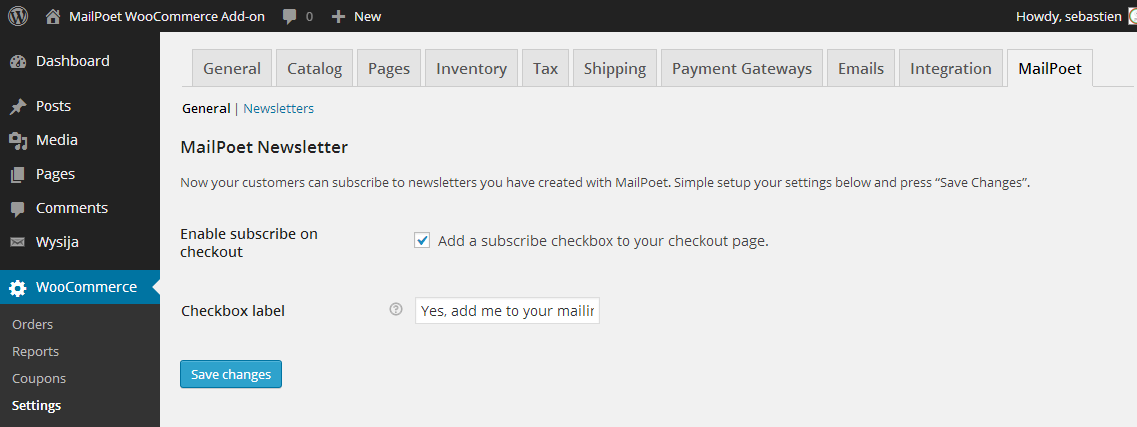 MailPoet WooCommerce Add-on 0 + New Howdy, sebastien
Dashboard
Posts
Media
Pages
Comments
Wysija
WooCommerce
Orders
Reports
Coupons
Settings
General Catalog Pages Inventory Tax Shipping Payment Gateways Emails Integration MailPoet
General | Newsletters
MailPoet Newsletter
Now your customers can subscribe to newsletters you have created with MailPoet. Simple setup your settings below and press “Save Changes”.
Enable subscribe on
checkout
Add a subscribe checkbox to your checkout page.
Checkbox label ? Yes, add me to your mailin
Save changes